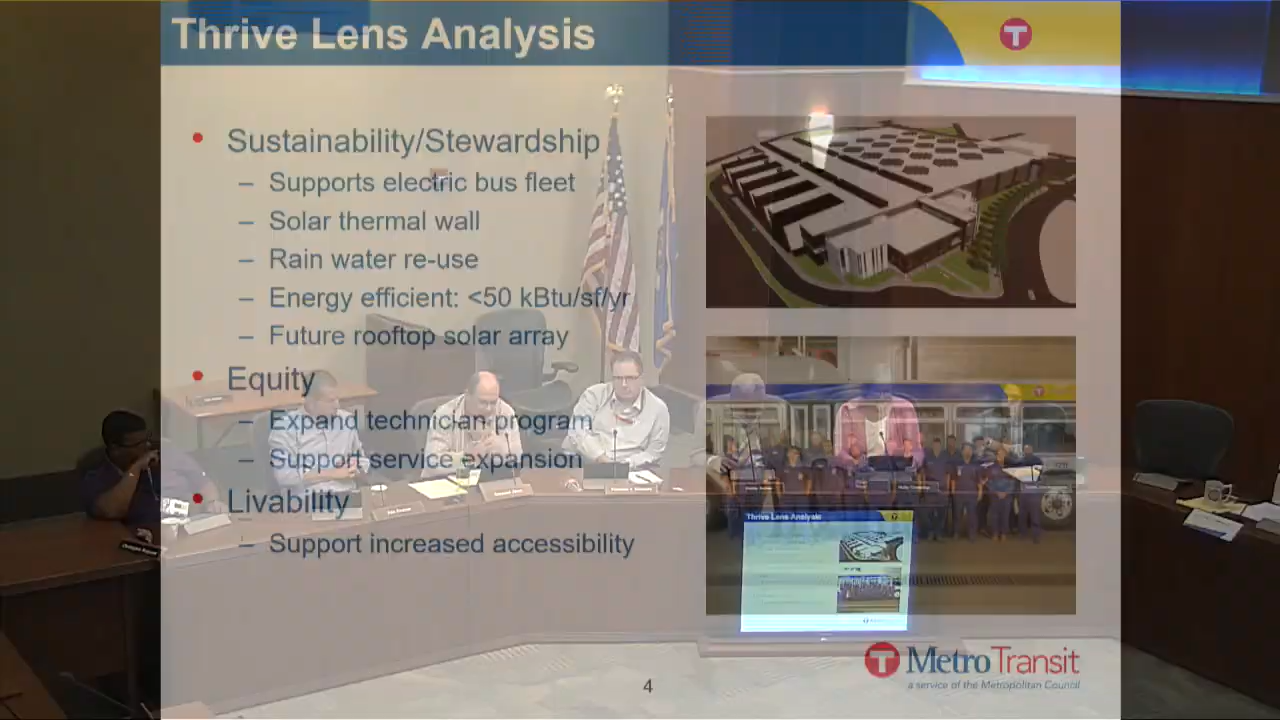 Thrive Lens Analysis
T
• Sustainability/Stewardship
– Supports electric bus fleet
– Solar thermal wall
– Rain water re-use
– Energy efficient: <50 kBtu/sf/yr
– Future rooftop solar array
• Equity
– Expand technician program
– Support service expansion
• Livability
– Support increased accessibility
Thrive Lens Analysis
T MetroTransit
a service of the Metropolitan Council
4